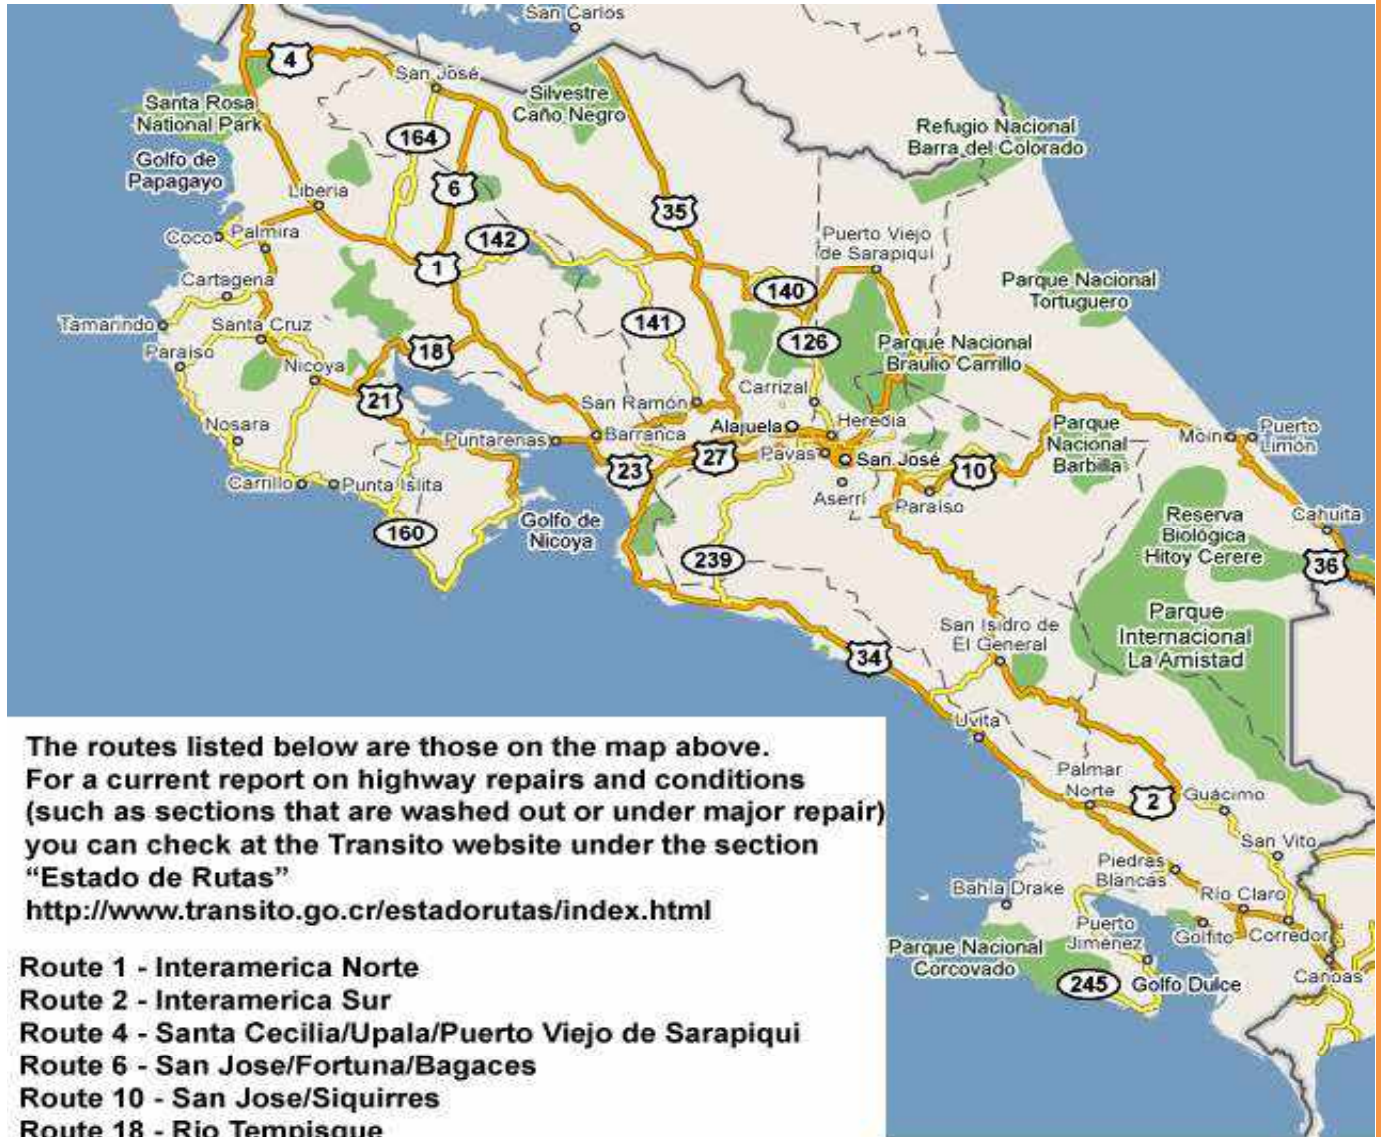 San Carlos
4
San José
Silvestre
Caño Negro
Santa Rosa
National Park
164
Refugio Nacional
Barra del Colorado
Golfo de
Papagayo
Liberia
6
35
Coco
Palmira
142
Puerto Viejo
de Sarapiquí
1
Cartagena
140
Parque Nacional
Tortuguero
Tamarindo
Santa Cruz
141
126
Paraíso
Nicoya
18
Parque Nacional
Braulio Carrillo
21
San Ramón
Carrizal
Nosara
Puntarenas
Barranca
Alajuela
Heredia
Parque
Nacional
Barbilla
Moin
Puerto
Limón
23
27
Pavas
San José
10
Carrillo
Punta Islita
Aserrí
Paraíso
160
Golfo de
Nicoya
Reserva
Biológica
Hitoy Cerere
Cahuita
239
36
San Isidro de
El General
Parque
Internacional
La Amistad
34
Uvita
Palmar
Norte
2
Guácimo
San Vito
Piedras
Blancas
Bahía Drake
Río Claro
Puerto
Jiménez
Golfito
Corredor
Parque Nacional
Corcovado
245
Golfo Dulce
Canoas
The routes listed below are those on the map above.
For a current report on highway repairs and conditions
(such as sections that are washed out or under major repair)
you can check at the Transito website under the section
“Estado de Rutas”
http://www.transito.go.cr/estadorutas/index.html
Route 1 - Interamerica Norte
Route 2 - Interamerica Sur
Route 4 - Santa Cecilia/Upala/Puerto Viejo de Sarapiqui
Route 6 - San Jose/Fortuna/Bagaces
Route 10 - San Jose/Siquirres
Route 18 - Rio Tempisque